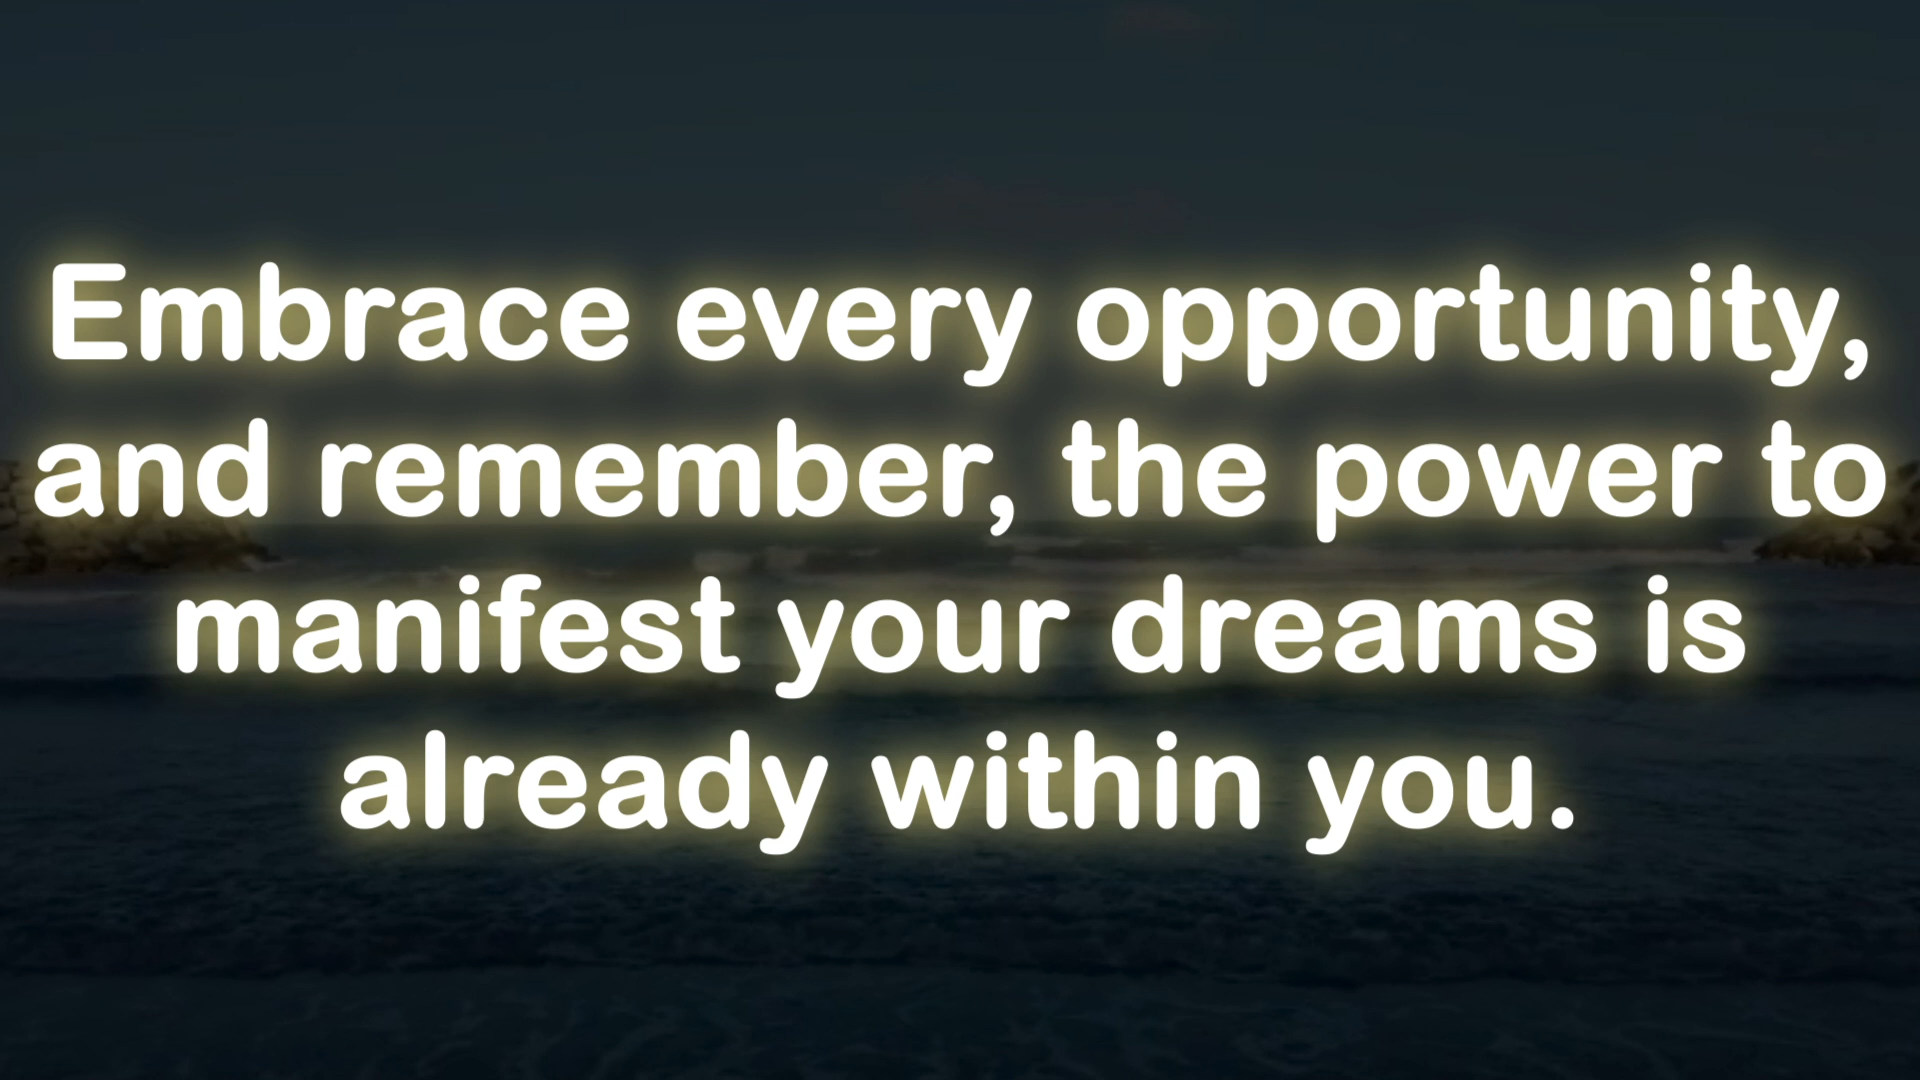 Embrace every opportunity,
and remember, the power to
manifest your dreams is
already within you.